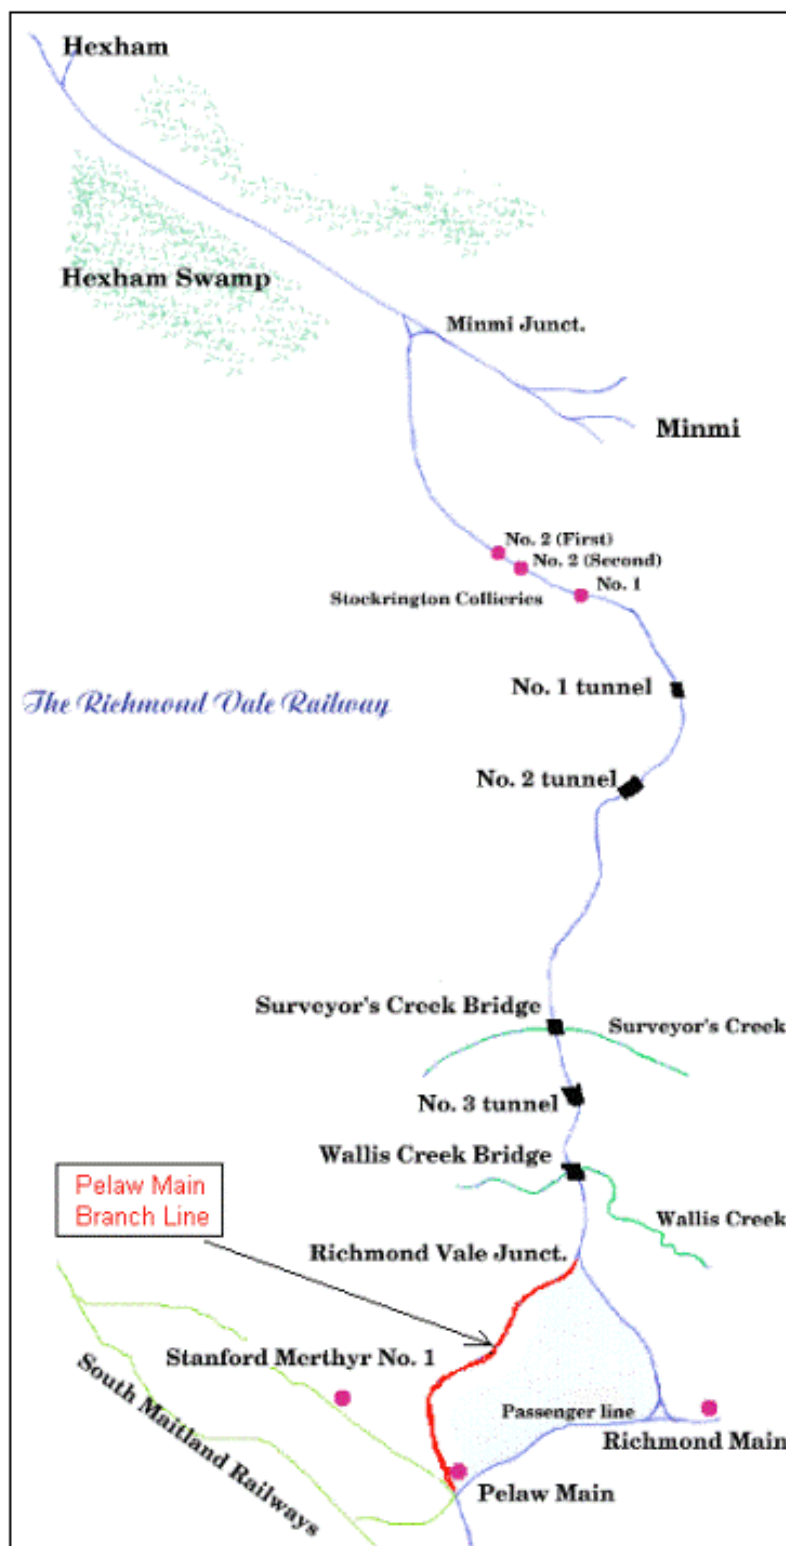 Hexham
Hexham Swamp
Minmi Junct.
Minmi
No. 2 (First)
No. 2 (Second)
No. 1
Stockrington Collieries
The Richmond Vale Railway
No. 1 tunnel
No. 2 tunnel
Surveyor's Creek Bridge
Surveyor's Creek
No. 3 tunnel
Wallis Creek Bridge
Pelaw Main
Branch Line
Wallis Creek
Richmond Vale Junct.
Stanford Merthyr No. 1
South Maitland Railways
Passenger line
Richmond Main
Pelaw Main